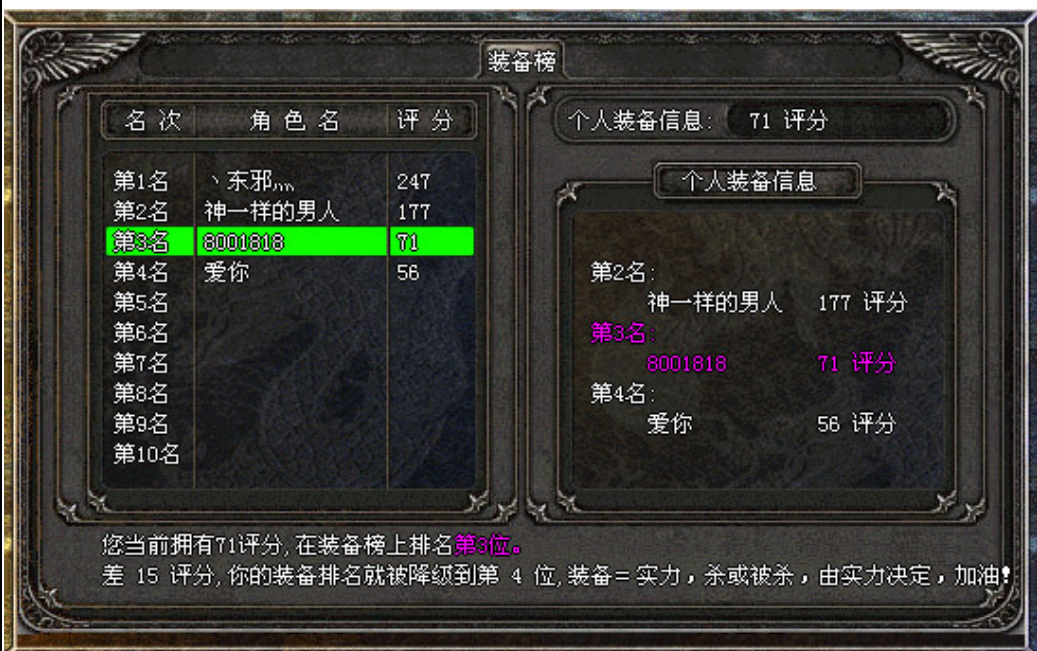 装备榜
名次 角色名 评分
第1名 丶东邪灬 247
第2名 神一样的男人 177
第3名 8001818 71
第4名 爱你 56
第5名
第6名
第7名
第8名
第9名
第10名
个人装备信息: 71 评分
个人装备信息
第2名:
神一样的男人 177 评分
第3名:
8001818 71 评分
第4名:
爱你 56 评分
您当前拥有71评分,在装备榜上排名第3位。
差 15 评分,你的装备排名就被降级到第 4 位,装备=实力，杀或被杀，由实力决定，加油!